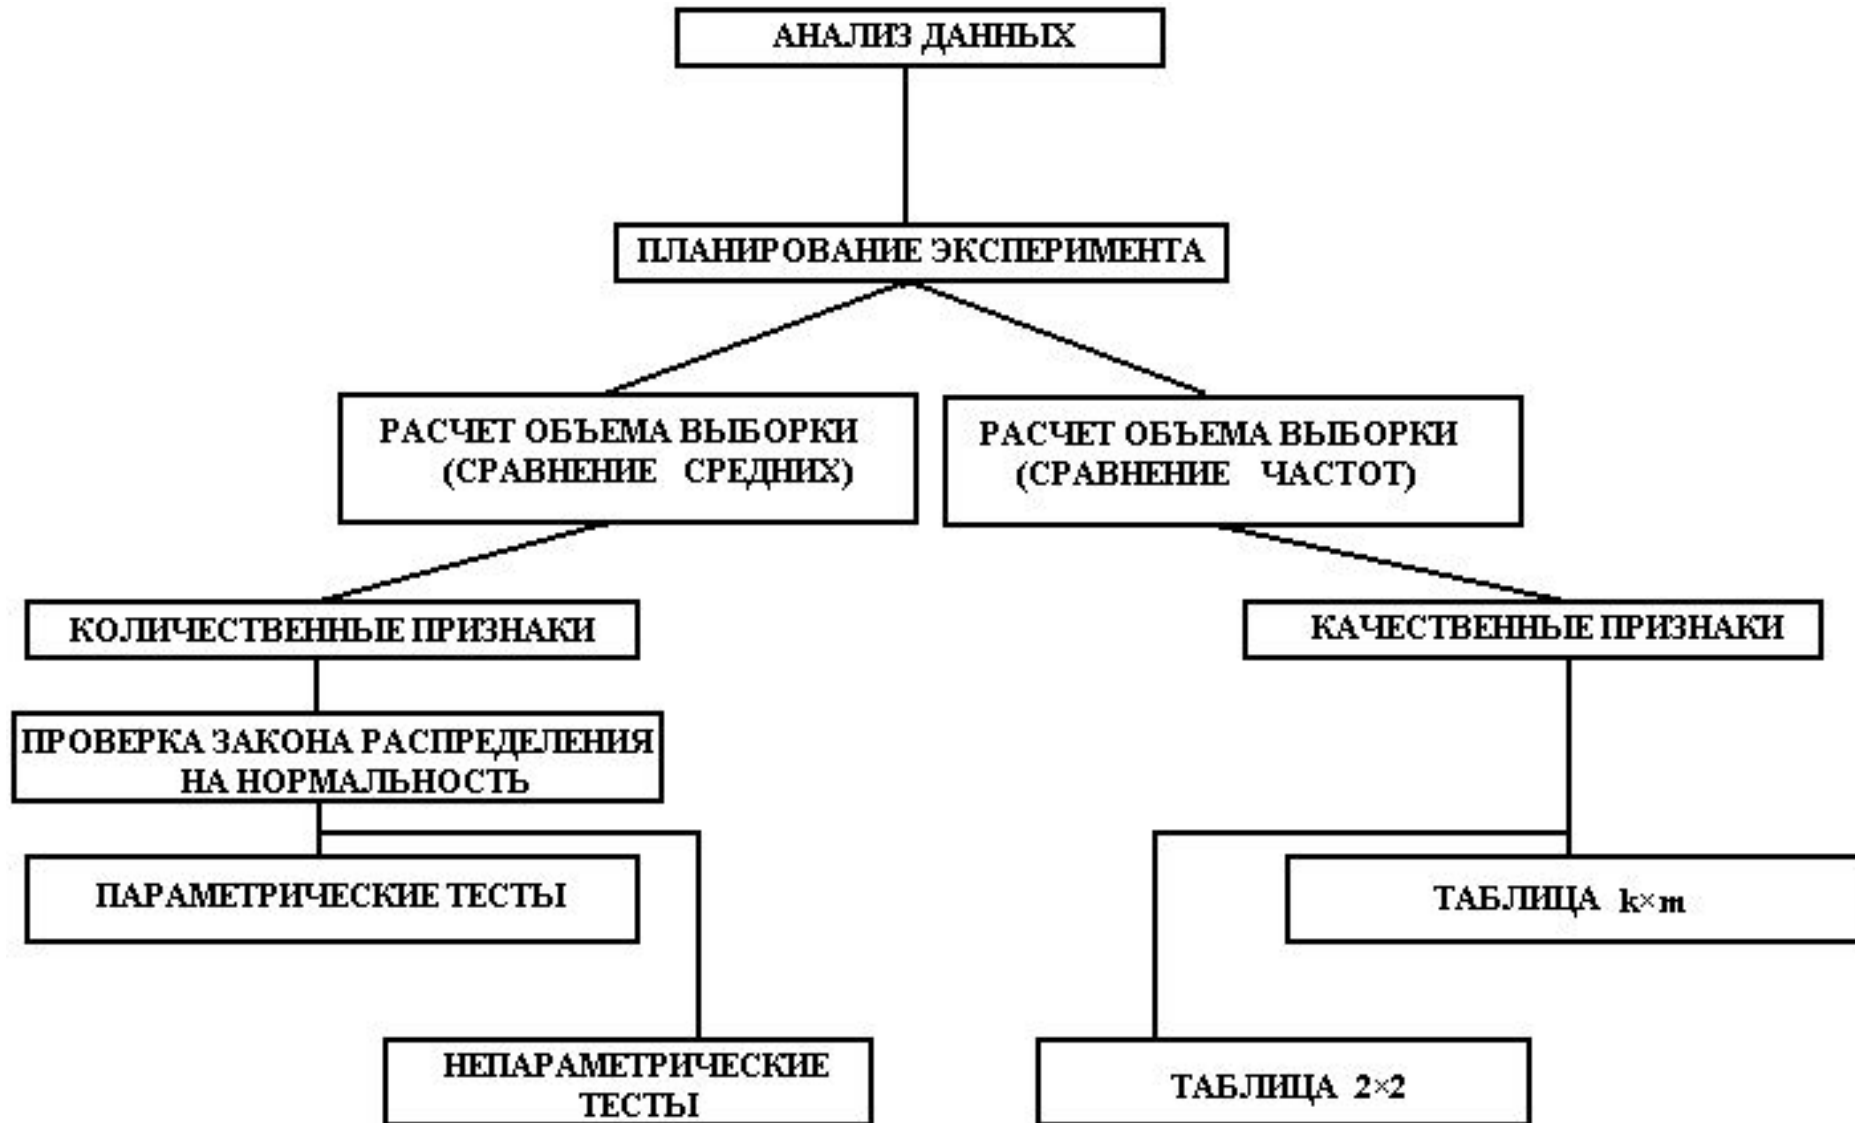 АНАЛИЗ ДАННЫХ
ПЛАНИРОВАНИЕ ЭКСПЕРИМЕНТА
РАСЧЕТ ОБЪЕМА ВЫБОРКИ
(СРАВНЕНИЕ СРЕДНИХ)
РАСЧЕТ ОБЪЕМА ВЫБОРКИ
(СРАВНЕНИЕ ЧАСТОТ)
КОЛИЧЕСТВЕННЫЕ ПРИЗНАКИ
КАЧЕСТВЕННЫЕ ПРИЗНАКИ
ПРОВЕРКА ЗАКОНА РАСПРЕДЕЛЕНИЯ
НА НОРМАЛЬНОСТЬ
ПАРАМЕТРИЧЕСКИЕ ТЕСТЫ
ТАБЛИЦА k×m
НЕПАРАМЕТРИЧЕСКИЕ
ТЕСТЫ
ТАБЛИЦА 2×2